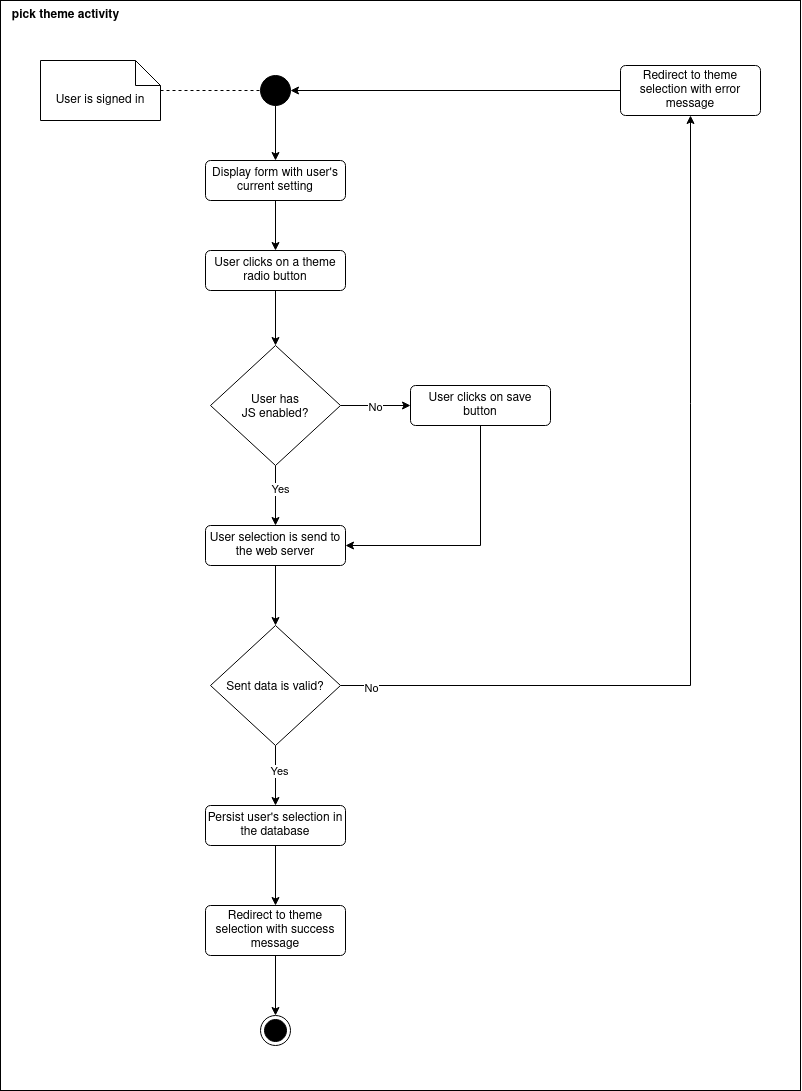 pick theme activity
User is signed in
Redirect to theme
selection with error
message
Display form with user's
current setting
User clicks on a theme
radio button
User has
JS enabled?
No
User clicks on save
button
Yes
User selection is send to
the web server
Sent data is valid?
No
Yes
Persist user's selection in
the database
Redirect to theme
selection with success
message